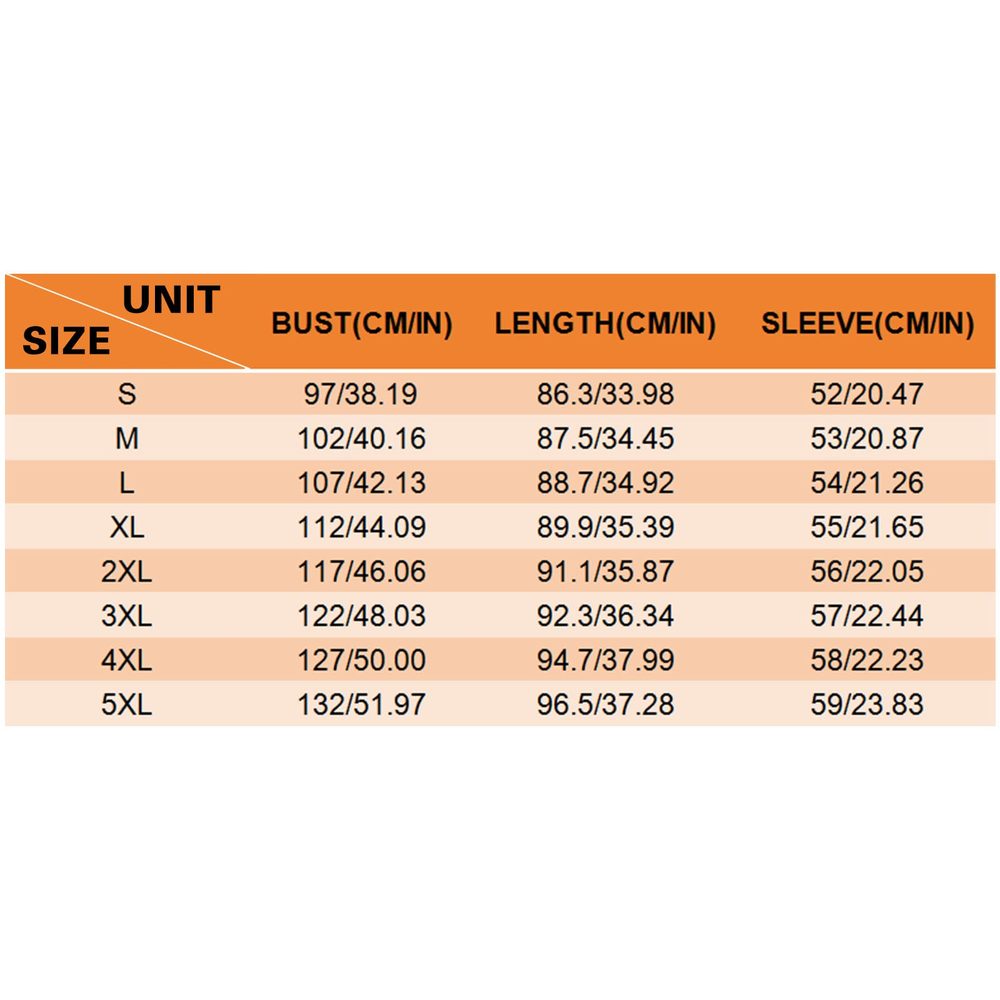 UNIT
SIZE
BUST(CM/IN) LENGTH(CM/IN) SLEEVE(CM/IN)
S 97/38.19 86.3/33.98 52/20.47
M 102/40.16 87.5/34.45 53/20.87
L 107/42.13 88.7/34.92 54/21.26
XL 112/44.09 89.9/35.39 55/21.65
2XL 117/46.06 91.1/35.87 56/22.05
3XL 122/48.03 92.3/36.34 57/22.44
4XL 127/50.00 94.7/37.99 58/22.23
5XL 132/51.97 96.5/37.28 59/23.83